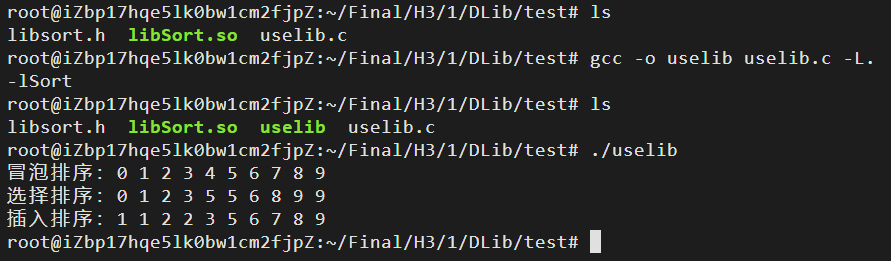 root@iZbp17hqe5lk0bw1cm2fjpZ:~/Final/H3/1/DLib/test# ls
libsort.h  libSort.so  uselib.c
root@iZbp17hqe5lk0bw1cm2fjpZ:~/Final/H3/1/DLib/test# gcc -o uselib uselib.c -L.
-lSort
root@iZbp17hqe5lk0bw1cm2fjpZ:~/Final/H3/1/DLib/test# ls
libsort.h  libSort.so  uselib  uselib.c
root@iZbp17hqe5lk0bw1cm2fjpZ:~/Final/H3/1/DLib/test# ./uselib
冒泡排序: 0 1 2 3 4 5 6 7 8 9
选择排序: 0 1 2 3 5 5 6 8 9 9
插入排序: 1 1 2 2 3 5 6 7 8 9
root@iZbp17hqe5lk0bw1cm2fjpZ:~/Final/H3/1/DLib/test#